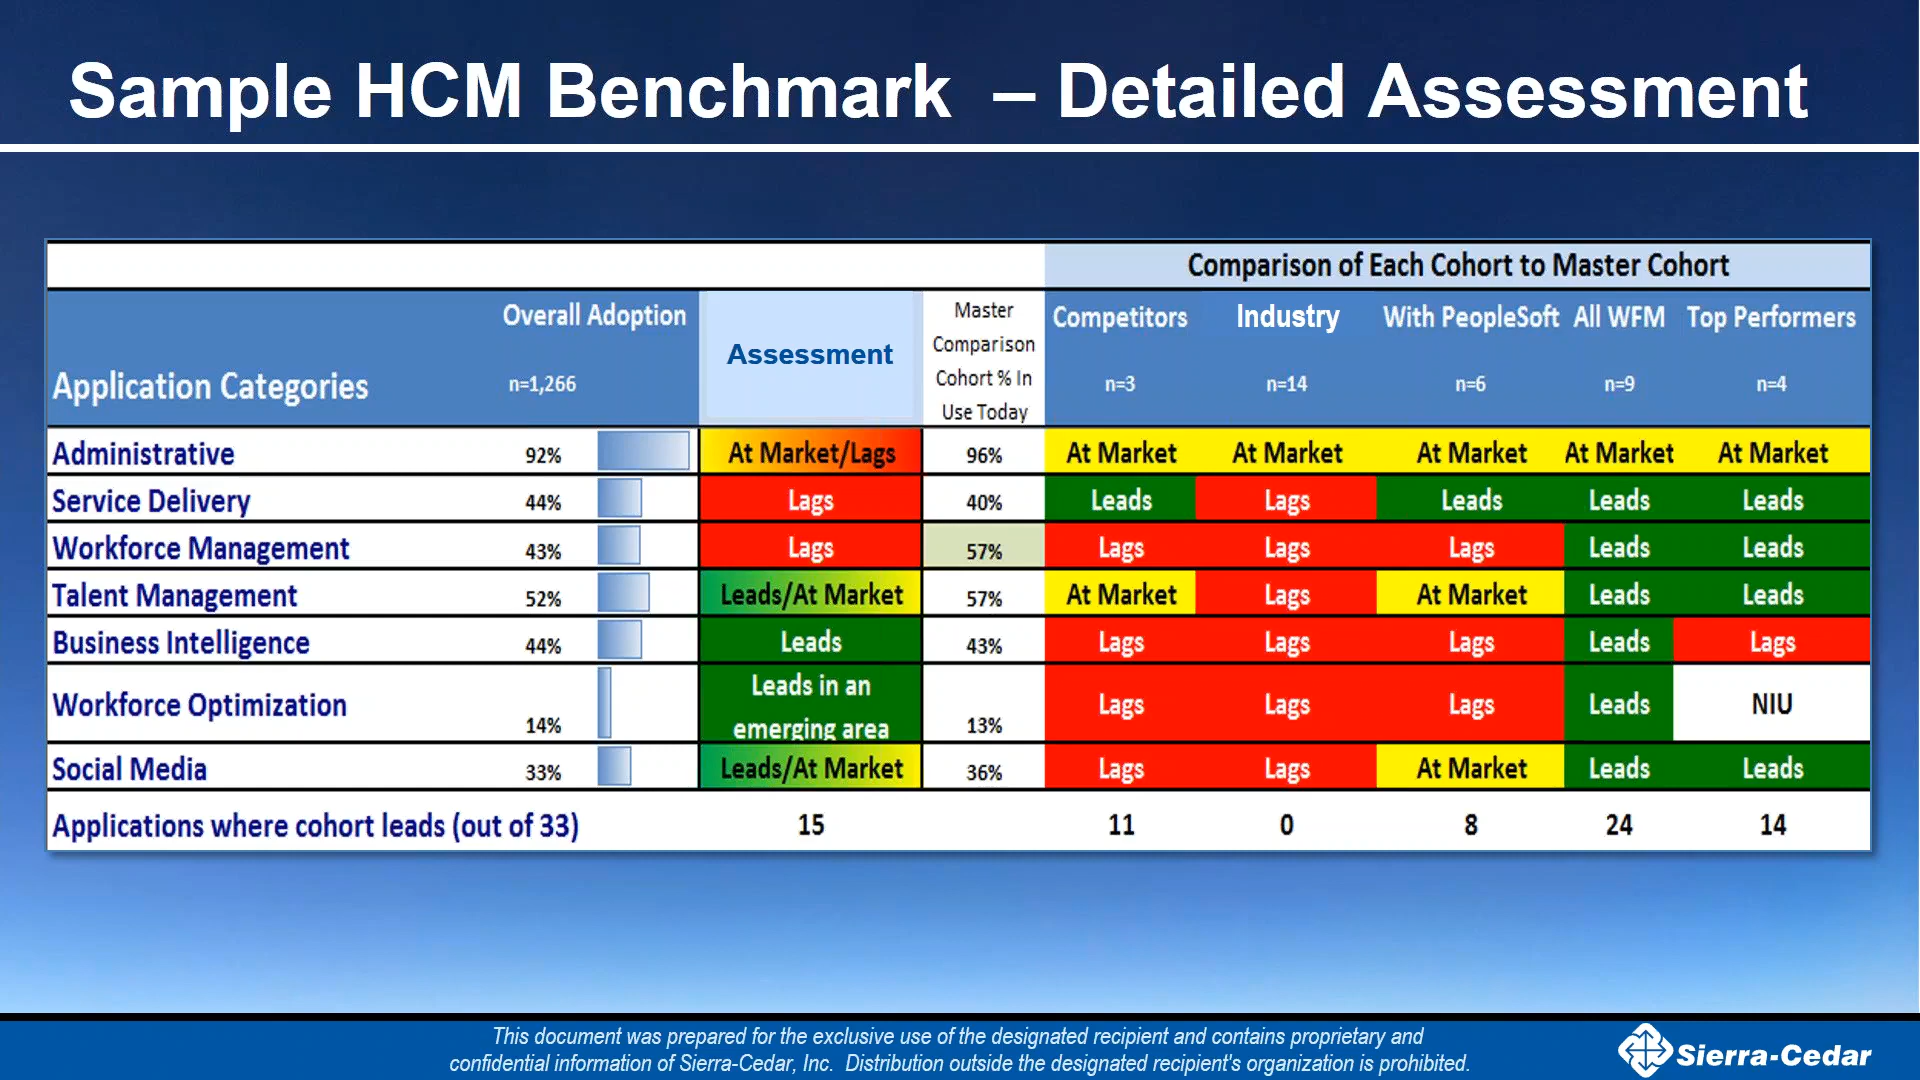 Sample HCM Benchmark – Detailed Assessment
Comparison of Each Cohort to Master Cohort
Application Categories
Overall Adoption
n=1,266
Assessment
Master
Comparison
Cohort % In
Use Today
Competitors Industry With PeopleSoft All WFM Top Performers
n=3 n=14 n=6 n=9 n=4
Administrative 92% At Market/Lags 96% At Market At Market At Market At Market At Market
Service Delivery 44% Lags 40% Leads Lags Leads Leads Leads
Workforce Management 43% Lags 57% Lags Lags Lags Leads Leads
Talent Management 52% Leads/At Market 57% At Market Lags At Market Leads Leads
Business Intelligence 44% Leads 43% Lags Lags Lags Leads Lags
Workforce Optimization 14% Leads in an emerging area 13% Lags Lags Lags Leads NIU
Social Media 33% Leads/At Market 36% Lags Lags At Market Leads Leads
Applications where cohort leads (out of 33) 15 11 0 8 24 14
This document was prepared for the exclusive use of the designated recipient and contains proprietary and
confidential information of Sierra-Cedar, Inc. Distribution outside the designated recipient's organization is prohibited.
Sierra-Cedar